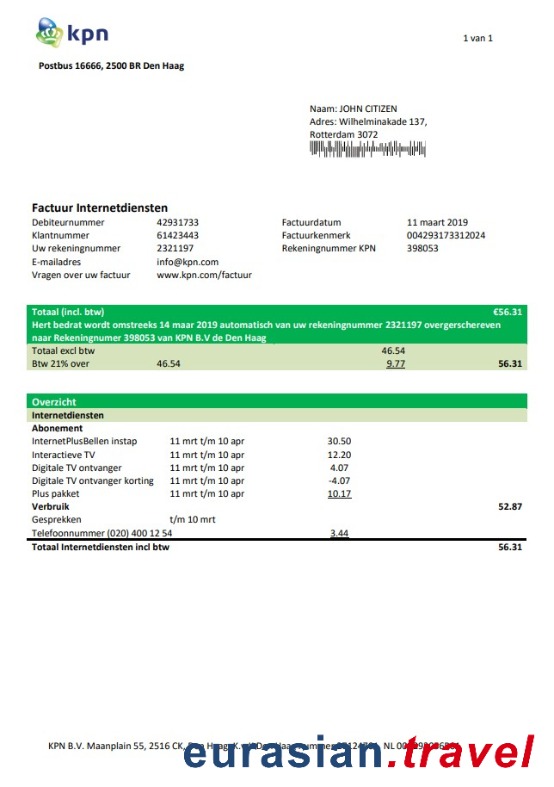 kpn
1 van 1
Postbus 16666, 2500 BR Den Haag
Naam: JOHN CITIZEN
Adres: Wilhelminakade 137,
Rotterdam 3072
Factuur Internetdiensten
Debiteurnummer 42931733 Factuurdatum 11 maart 2019
Klantnummer 61423443 Factuurkenmerk 004293173312024
Uw rekeningnummer 2321197 Rekeningnummer KPN 398053
E-mailadres info@kpn.com
Vragen over uw factuur www.kpn.com/factuur
Totaal (incl. btw) €56.31
Hert bedrat wordt omstreeks 14 maar 2019 automatisch van uw rekeningnummer 2321197 overgerschereven
naar Rekeningnumer 398053 van KPN B.V de Den Haag
Totaal excl btw 46.54
Btw 21% over 46.54 9.77 56.31
Overzicht
Internetdiensten
Abonement
InternetPlusBellen instap 11 mrt t/m 10 apr 30.50
Interactieve TV 11 mrt t/m 10 apr 12.20
Digitale TV ontvanger 11 mrt t/m 10 apr 4.07
Digitale TV ontvanger korting 11 mrt t/m 10 apr -4.07
Plus pakket 11 mrt t/m 10 apr 10.17
Verbruik 52.87
Gesprekken t/m 10 mrt
Telefoonnummer (020) 400 12 54 3.44
Totaal Internetdiensten incl btw 56.31
KPN B.V. Maanplein 55, 2516 CK, Den Haag NL
eurasian.travel